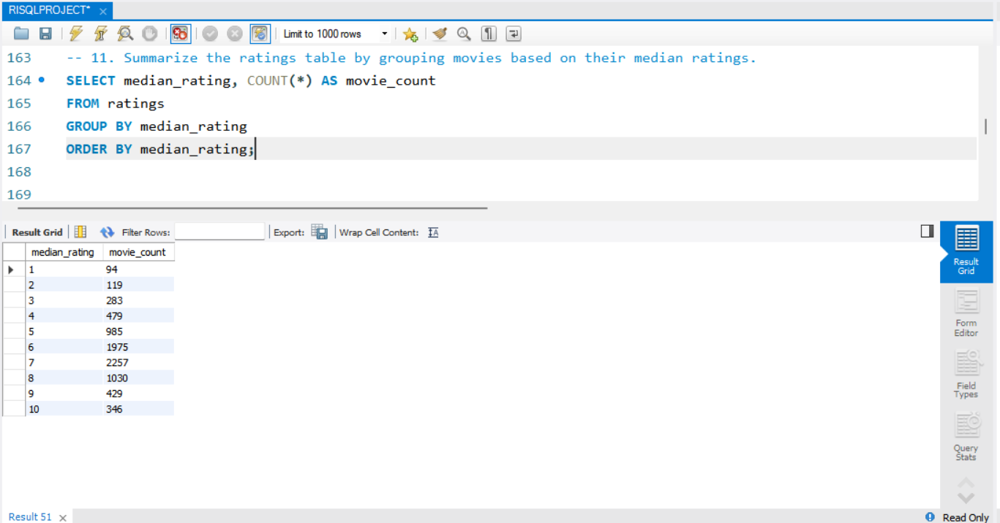 RISQLPROJECT* ×
Limit to 1000 rows
163 -- 11. Summarize the ratings table by grouping movies based on their median ratings.
164 SELECT median_rating, COUNT(*) AS movie_count
165 FROM ratings
166 GROUP BY median_rating
167 ORDER BY median_rating;
168
169
Result Grid Filter Rows: Export: Wrap Cell Content: IA
median_rating movie_count
1 94
2 119
3 283
4 479
5 985
6 1975
7 2257
8 1030
9 429
10 346
Result
Grid
Form
Editor
Field
Types
Query
Stats
Result 51 ×
Read Only